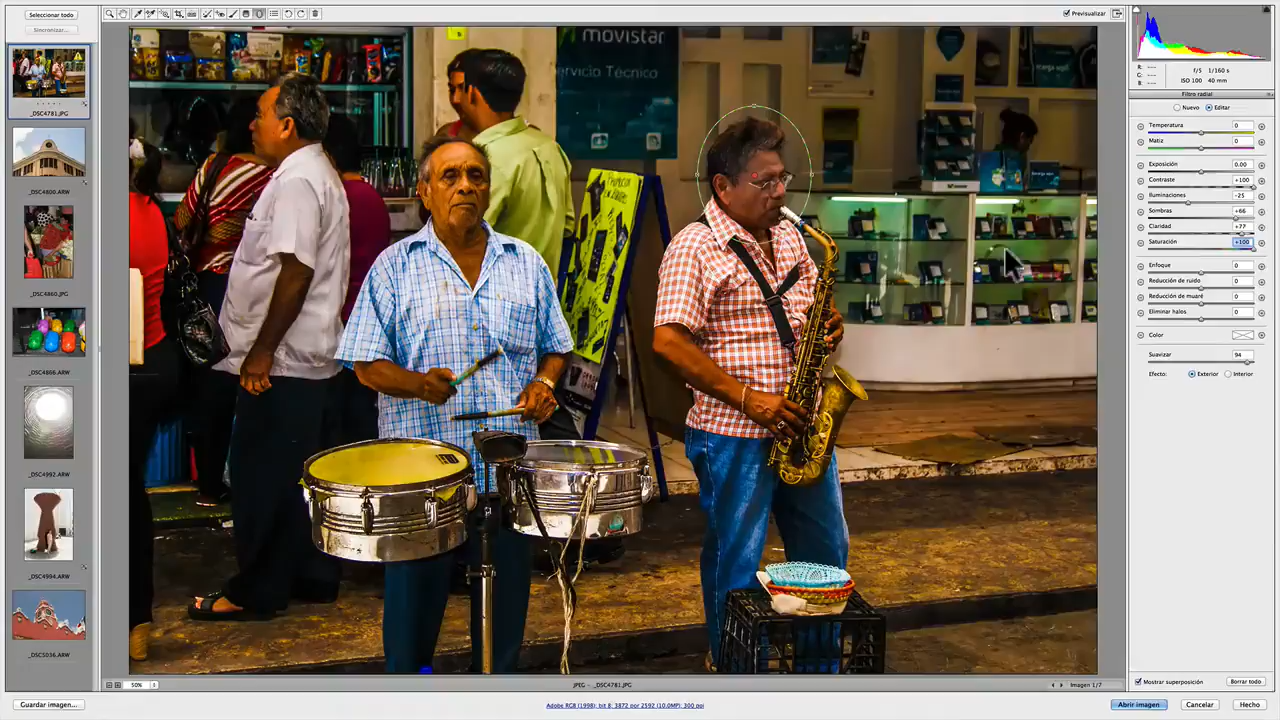 Seleccionar todo
Sincronizar...
Previsualizar
_DSC4781.JPG
_DSC4800.ARW
_DSC4860.JPG
_DSC4866.ARW
_DSC4992.ARW
_DSC4994.ARW
_DSC5036.ARW
movistar
Servicio Técnico
R: ---
G: ---
B: ---
f/5 1/160 s
ISO 100 40 mm
Filtro radial
Nuevo Editar
Temperatura 0
Matiz 0
Exposición 0.00
Contraste +100
Iluminaciones -25
Sombras +66
Claridad +77
Saturación +100
Enfoque 0
Reducción de ruido 0
Reducción de muaré 0
Eliminar halos 0
Color
Suavizar 94
Efecto: Exterior Interior
50%
JPEG - _DSC4781.JPG
Imagen 1/7
Mostrar superposición
Borrar todo
Guardar imagen...
Adobe RGB (1998); bit 8; 3872 por 2592 (10.0MP); 300 ppi
Abrir imagen
Cancelar
Hecho